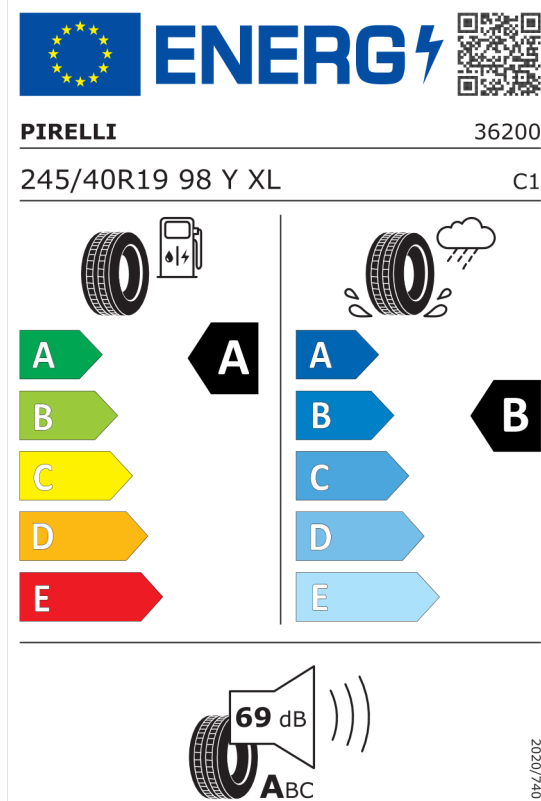 ENERG
PIRELLI 36200
245/40R19 98 Y XL C1
A A A
B B B
C C
D D
E E
69 dB
ABC
2020/740